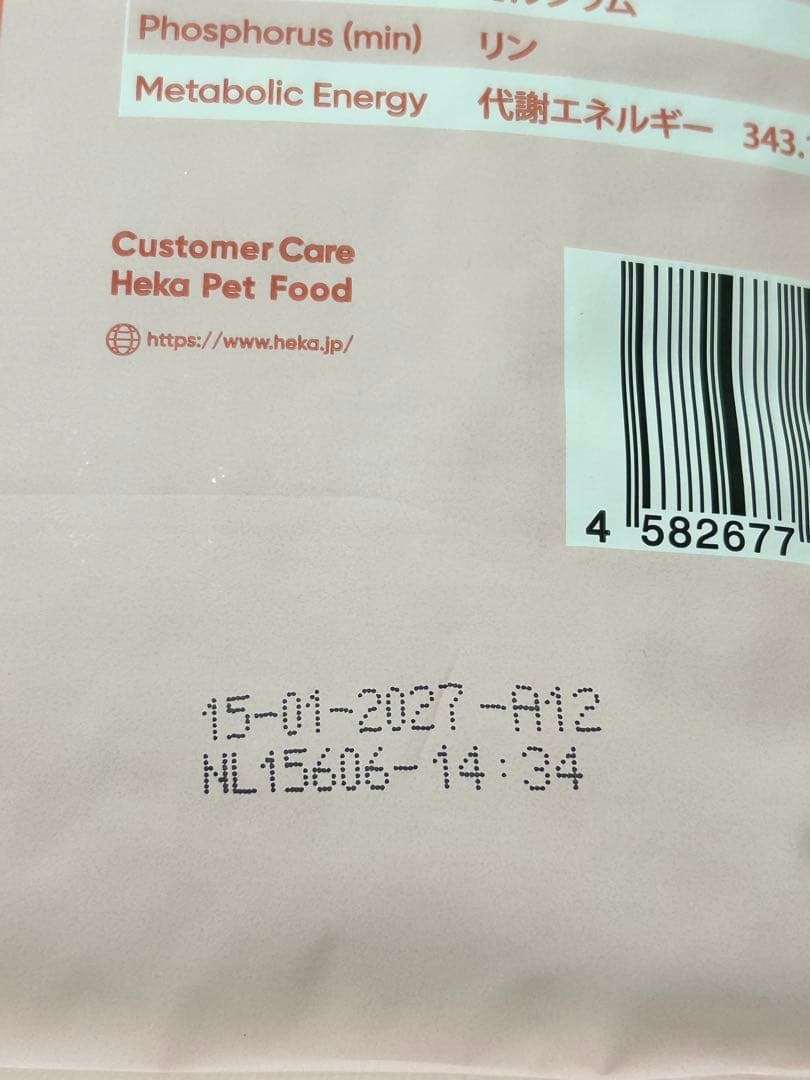 Phosphorus (min) リン
Metabolic Energy 代謝エネルギー 343.
Customer Care
Heka Pet Food
https://www.heka.jp/
4 582677
15-01-2027-A12
NL15606-14:34